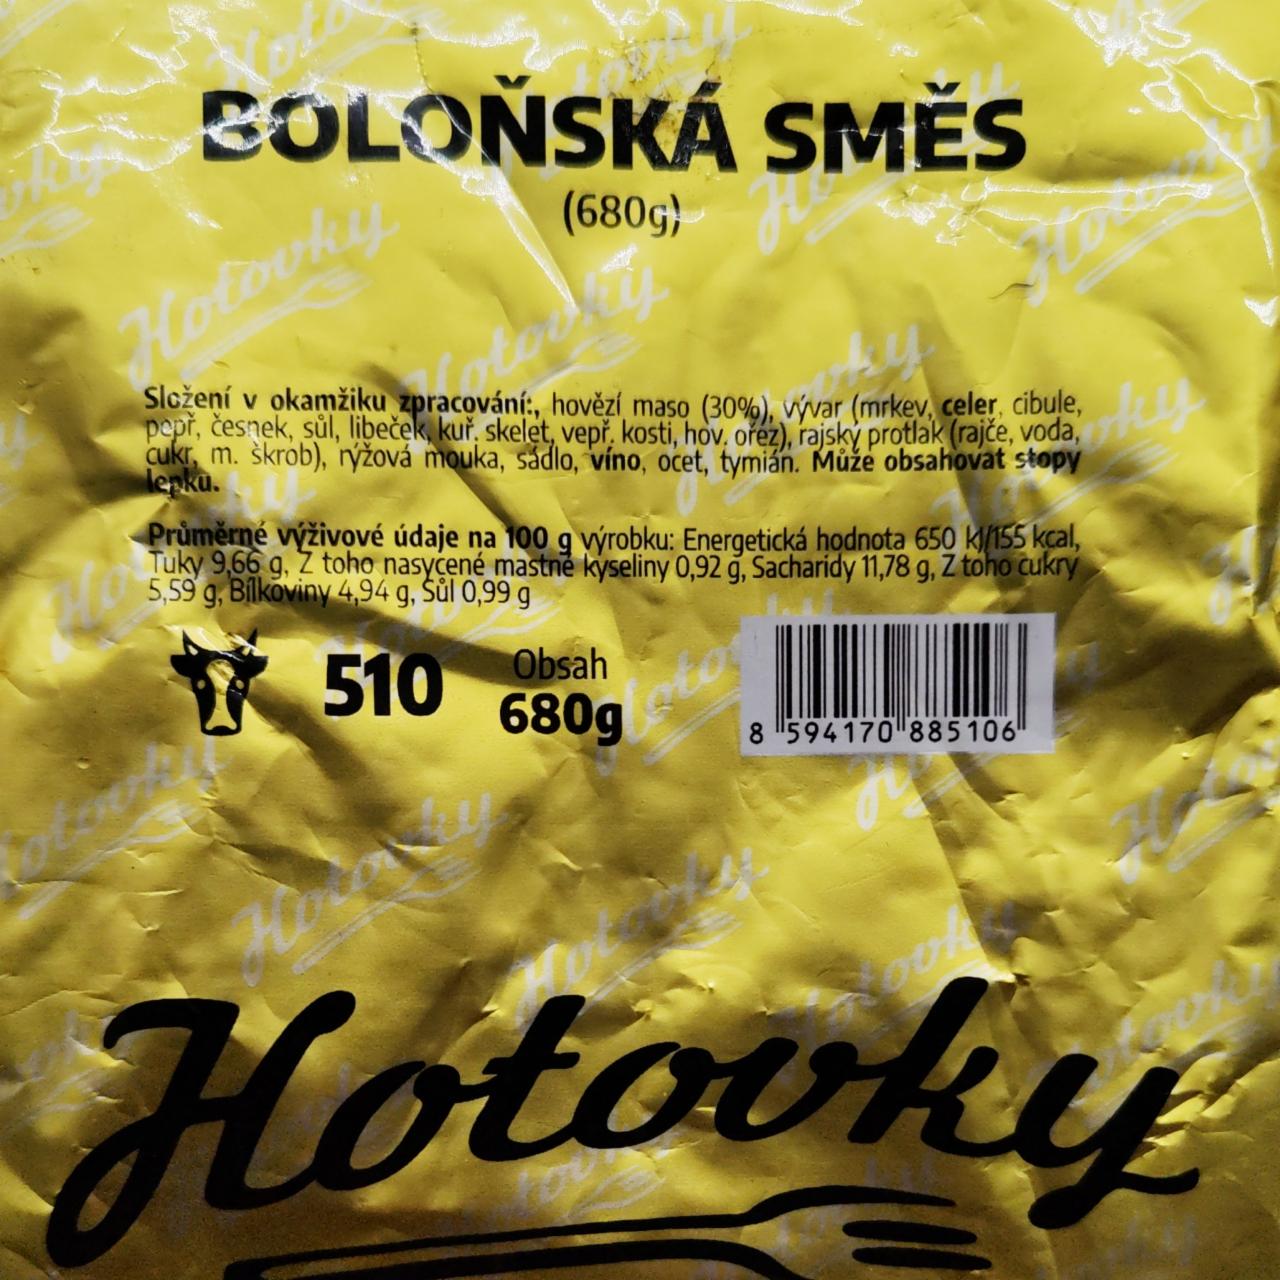 BOLOŇSKÁ SMĚS
(680g)
Složení v okamžiku zpracování:, hovězí maso (30%), vývar (mrkev, celer, cibule,
pepř, česnek, sůl, libeček, kuř. skelet, vepř. kosti, hov. ořez), rajský protlak (rajče, voda,
cukr, m. škrob), rýžová mouka, sádlo, víno, ocet, tymián. Může obsahovat stopy
lepku.
Průměrné výživové údaje na 100 g výrobku: Energetická hodnota 650 kJ/155 kcal,
Tuky 9,66 g, Z toho nasycené mastné kyseliny 0,92 g, Sacharidy 11,78 g, Z toho cukry
5,59 g, Bílkoviny 4,94 g, Sůl 0,99 g
510
Obsah
680g
8 594170 885106
Hotovky